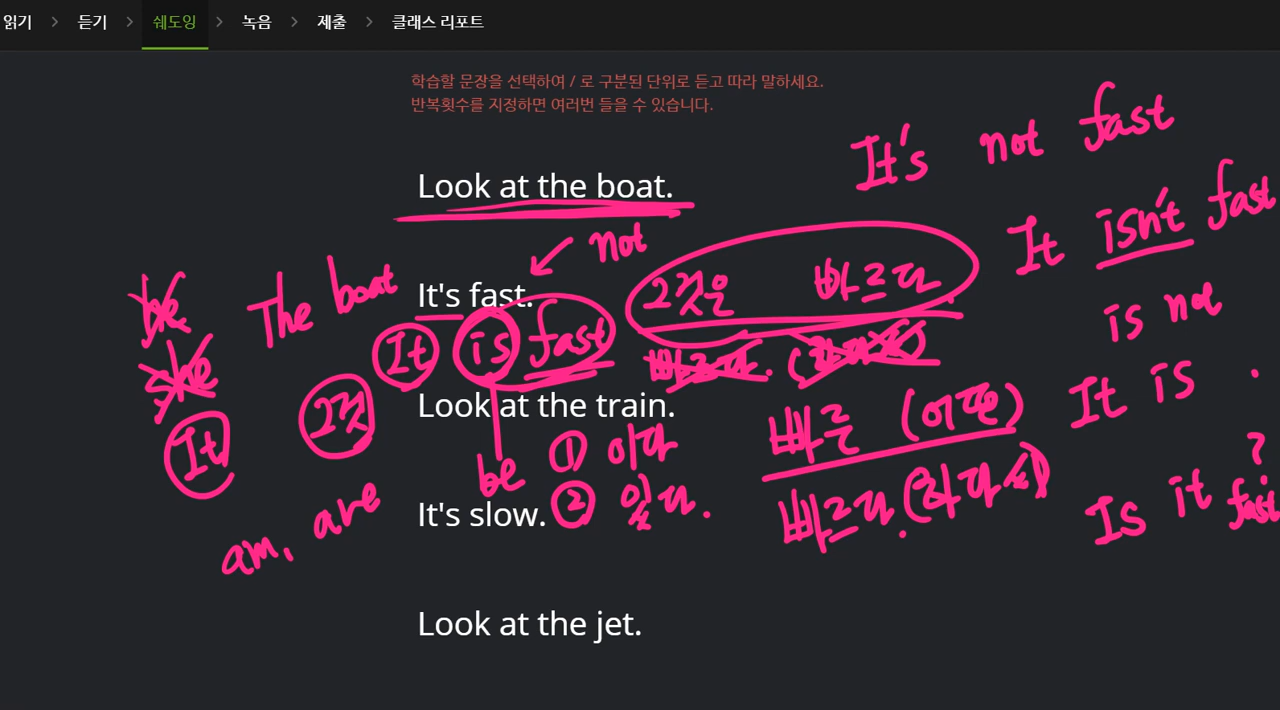 읽기 > 듣기 > 쉐도잉 > 녹음 > 제출 > 클래스 리포트
학습할 문장을 선택하여 / 로 구분된 단위로 듣고 따라 말하세요.
반복횟수를 지정하면 여러번 들을 수 있습니다.
It's not fast
Look at the boat.
It isn't fast
not
is not
he The boat
It's fast.
그것은 빠르다.
she
It is fast
빠르다.
It
그것
Look at the train.
빠른 (어떤)
It is .
be
① 이다
② 있다.
빠르다. (하다식)
Is it fast?
am, are
It's slow.
Look at the jet.